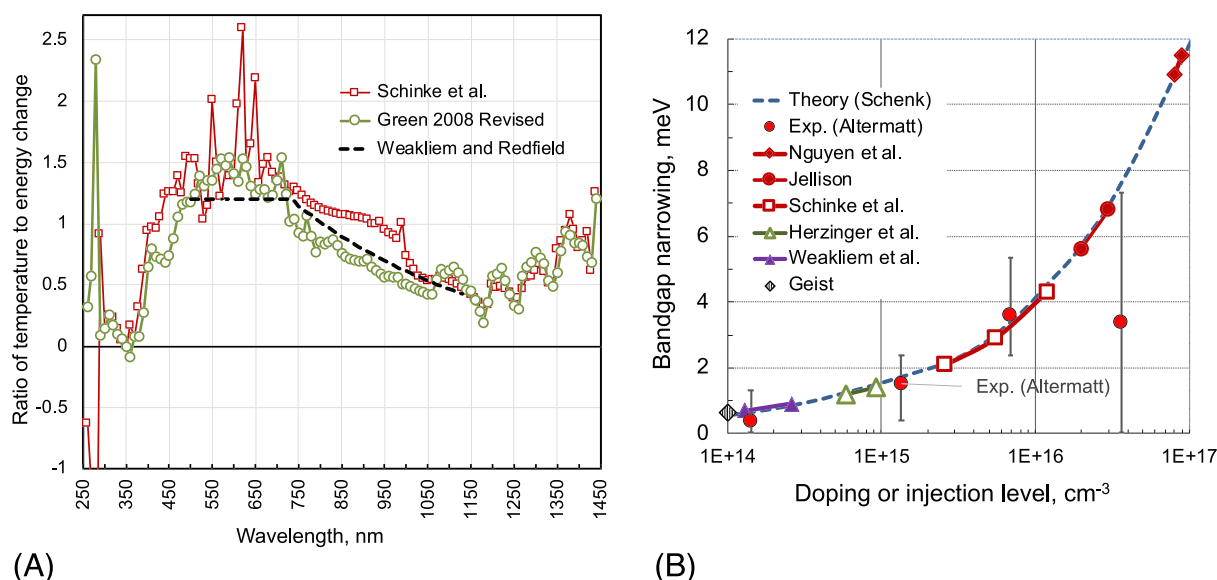 Ratio of temperature to energy change
2.5
2
1.5
1
0.5
0
-0.5
-1
Schinke et al.
Green 2008 Revised
Weakliem and Redfield
250
350
450
550
650
750
850
950
1050
1150
1250
1350
1450
Wavelength, nm
(A)
Bandgap narrowing, meV
12
10
8
6
4
2
0
Theory (Schenk)
Exp. (Altermatt)
Nguyen et al.
Jellison
Schinke et al.
Herzinger et al.
Weakliem et al.
Geist
Exp. (Altermatt)
1E+14 1E+15 1E+16 1E+17
Doping or injection level, cm-3
(B)